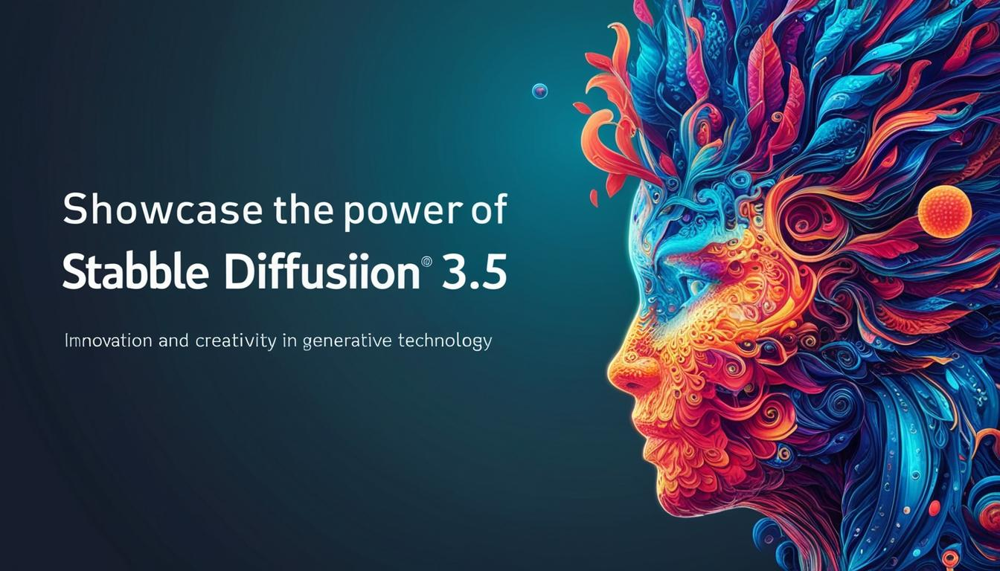 Showcase the power of
Stabble Diffusiion® 3.5
Innovation and creativity in generative technology